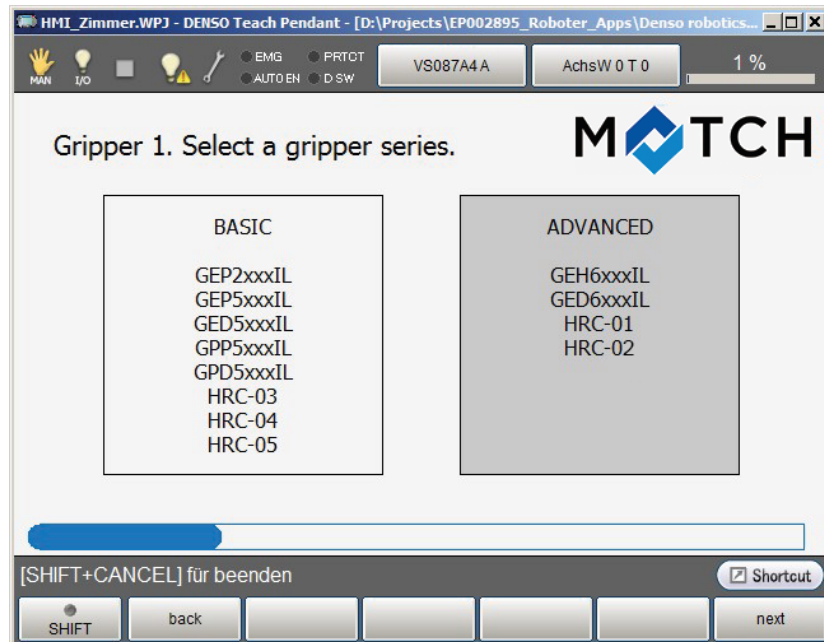 HMI_Zimmer.WPJ - DENSO Teach Pendant - [D:\Projects\EP002895_Roboter_Apps\Denso robotics...
MAN
I/O
EMG PRTCT
AUTO EN D SW
VS087A4 A
AchsW 0 T 0
1 %
Gripper 1. Select a gripper series.
MATCH
BASIC
GEP2xxxIL
GEP5xxxIL
GED5xxxIL
GPP5xxxIL
GPD5xxxIL
HRC-03
HRC-04
HRC-05
ADVANCED
GEH6xxxIL
GED6xxxIL
HRC-01
HRC-02
[SHIFT+CANCEL] für beenden
Shortcut
SHIFT
back
next